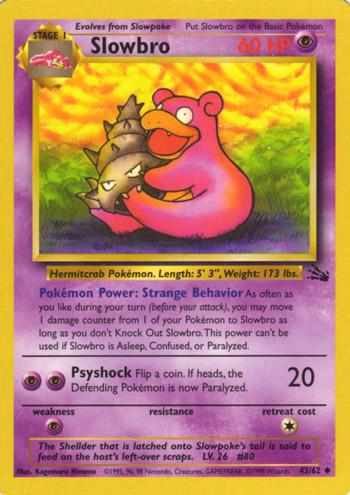 Evolves from Slowpoke Put Slowbro on the Basic Pokémon
STAGE 1
Slowbro 60 HP
Hermitcrab Pokémon. Length: 5' 3", Weight: 173 lbs.
Pokémon Power: Strange Behavior As often as
you like during your turn (before your attack), you may move
1 damage counter from 1 of your Pokémon to Slowbro as
long as you don't Knock Out Slowbro. This power can't be
used if Slowbro is Asleep, Confused, or Paralyzed.
Psyshock Flip a coin. If heads, the
Defending Pokémon is now Paralyzed.
20
weakness resistance retreat cost
The Shellder that is latched onto Slowpoke's tail is said to
feed on the host's left-over scraps. LV. 26 #80
Illus. Kagemaru Himeno ©1995, 96, 98 Nintendo, Creatures, GAMEFREAK. ©1999 Wizards. 43/62